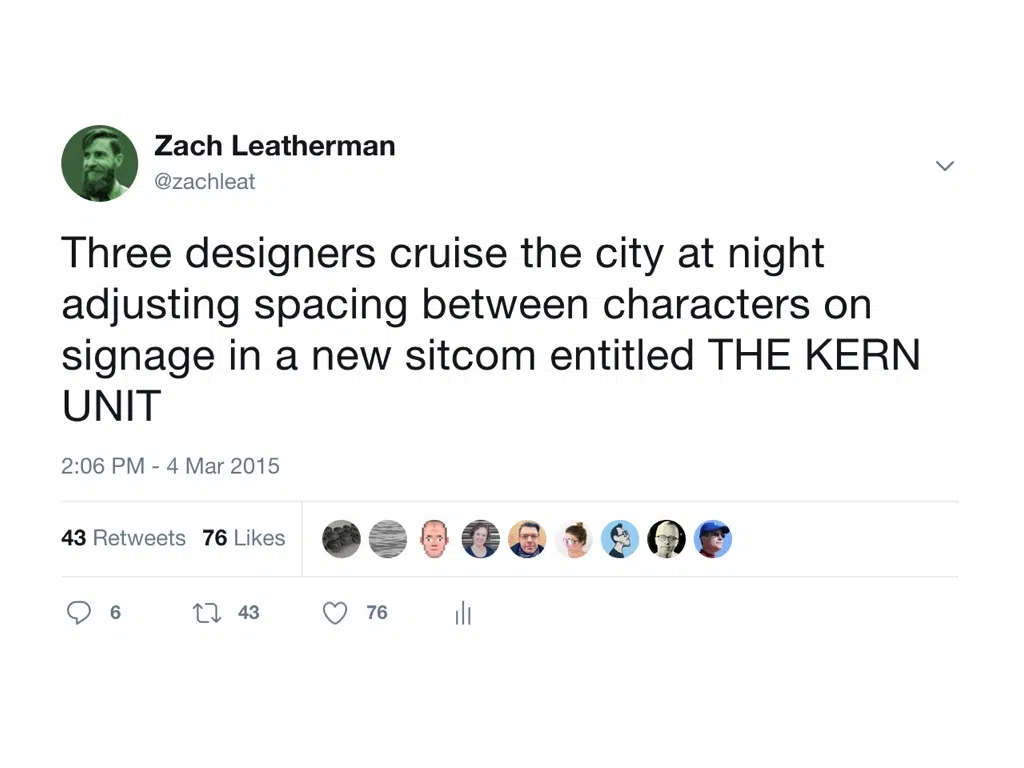 Zach Leatherman
@zachleat
Three designers cruise the city at night
adjusting spacing between characters on
signage in a new sitcom entitled THE KERN
UNIT
2:06 PM - 4 Mar 2015
43 Retweets 76 Likes
6 43 76